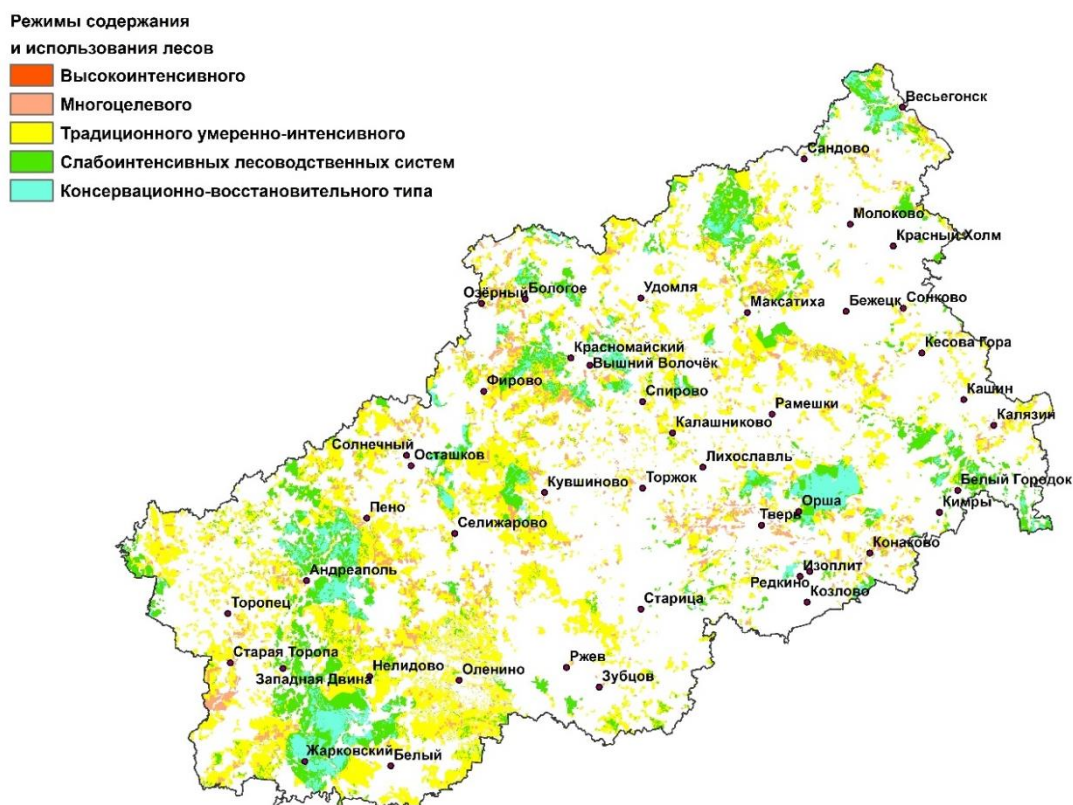 Режимы содержания
и использования лесов
Высокоинтенсивного
Многоцелевого
Традиционного умеренно-интенсивного
Слабоинтенсивных лесоводственных систем
Консервационно-восстановительного типа
Весьегонск
Сандово
Молоково
Красный Холм
Озёрный
Бологое
Удомля
Максатиха
Бежецк
Сонково
Красномайский
Вышний Волочёк
Кесова Гора
Фирово
Спирово
Рамешки
Кашин
Калашниково
Калязин
Солнечный
Осташков
Лихославль
Кувшиново
Торжок
Белый Городок
Орша
Пено
Селижарово
Тверь
Кимры
Андреаполь
Конаково
Изоплит
Редкино
Козлово
Торопец
Старица
Старая Торопа
Западная Двина
Нелидово
Оленино
Ржев
Зубцов
Жарковский
Белый